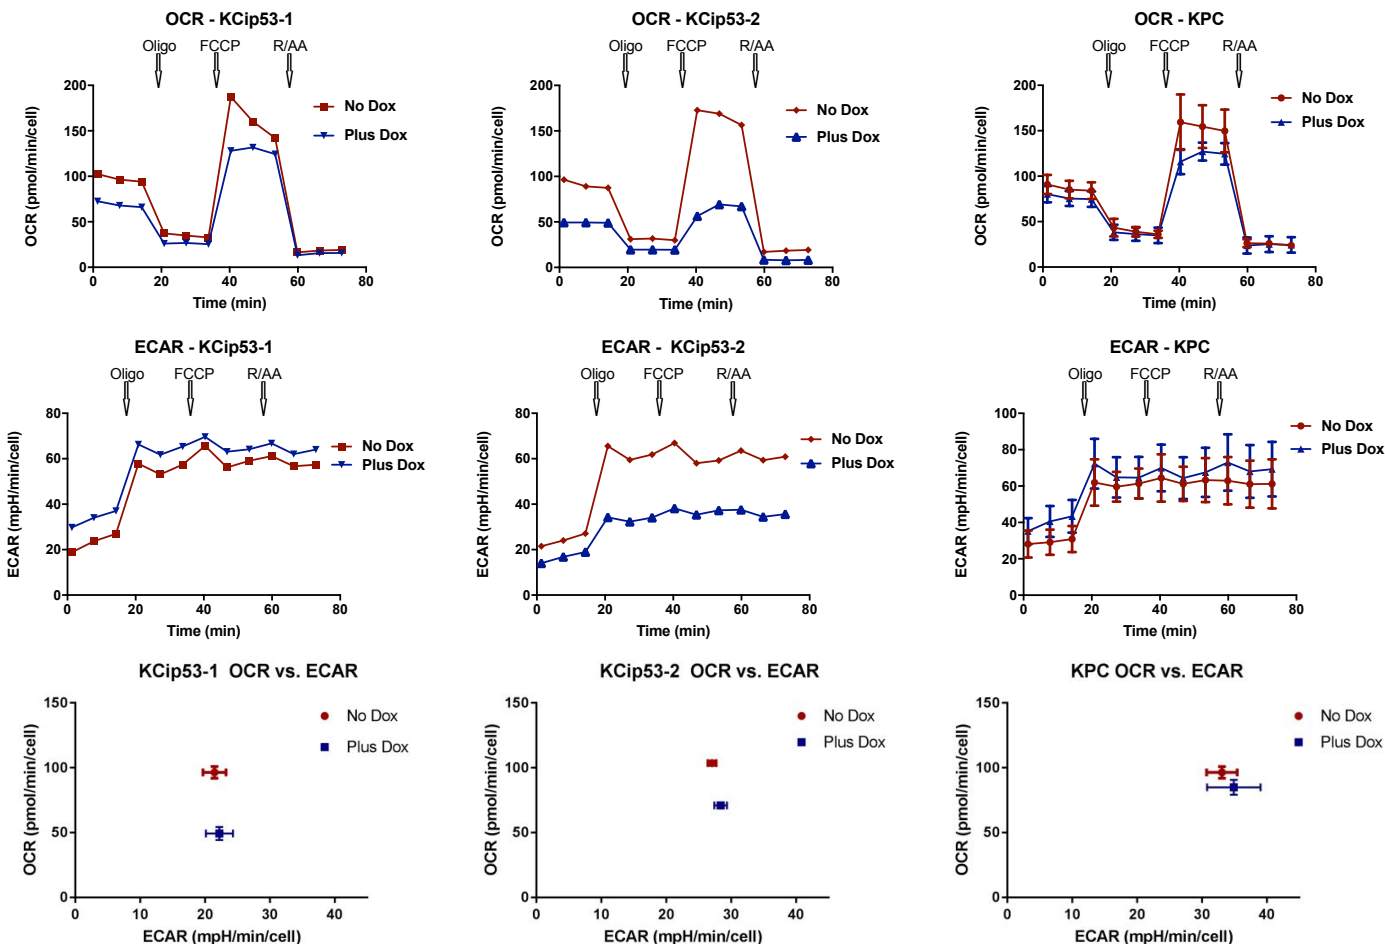 OCR - KCip53-1
Oligo FCCP R/AA
200
150
100
50
0
0 20 40 60 80
OCR (pmol/min/cell)
Time (min)
No Dox
Plus Dox
OCR - KCip53-2
Oligo FCCP R/AA
200
150
100
50
0
0 20 40 60 80
OCR (pmol/min/cell)
Time (min)
No Dox
Plus Dox
OCR - KPC
Oligo FCCP R/AA
200
150
100
50
0
0 20 40 60 80
OCR (pmol/min/cell)
Time (min)
No Dox
Plus Dox
ECAR - KCip53-1
Oligo FCCP R/AA
80
60
40
20
0
0 20 40 60 80
ECAR (mpH/min/cell)
Time (min)
No Dox
Plus Dox
ECAR - KCip53-2
Oligo FCCP R/AA
80
60
40
20
0
0 20 40 60 80
ECAR (mpH/min/cell)
Time (min)
No Dox
Plus Dox
ECAR - KPC
Oligo FCCP R/AA
100
80
60
40
20
0
0 20 40 60 80
ECAR (mpH/min/cell)
Time (min)
No Dox
Plus Dox
KCip53-1 OCR vs. ECAR
150
100
50
0
0 10 20 30 40
OCR (pmol/min/cell)
ECAR (mpH/min/cell)
No Dox
Plus Dox
KCip53-2 OCR vs. ECAR
150
100
50
0
0 10 20 30 40
OCR (pmol/min/cell)
ECAR (mpH/min/cell)
No Dox
Plus Dox
KPC OCR vs. ECAR
150
100
50
0
0 10 20 30 40
OCR (pmol/min/cell)
ECAR (mpH/min/cell)
No Dox
Plus Dox